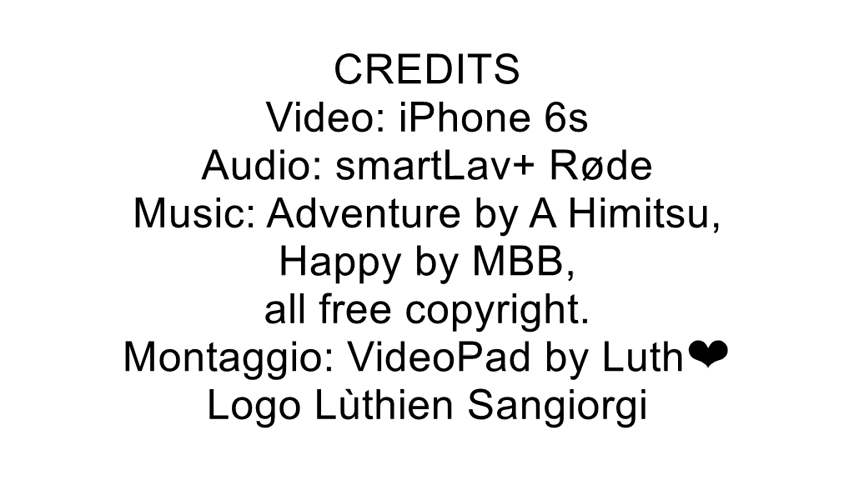 CREDITS
Video: iPhone 6s
Audio: smartLav+ Røde
Music: Adventure by A Himitsu,
Happy by MBB,
all free copyright.
Montaggio: VideoPad by Luth❤
Logo Lùthien Sangiorgi